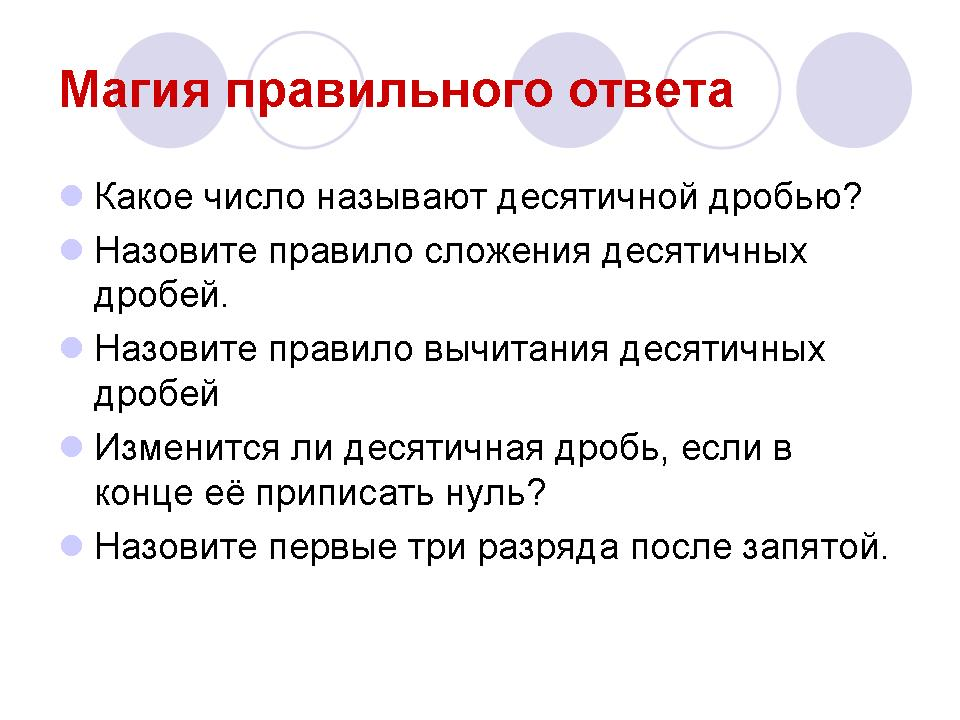 Магия правильного ответа
Какое число называют десятичной дробью?
Назовите правило сложения десятичных
дробей.
Назовите правило вычитания десятичных
дробей
Изменится ли десятичная дробь, если в
конце её приписать нуль?
Назовите первые три разряда после запятой.